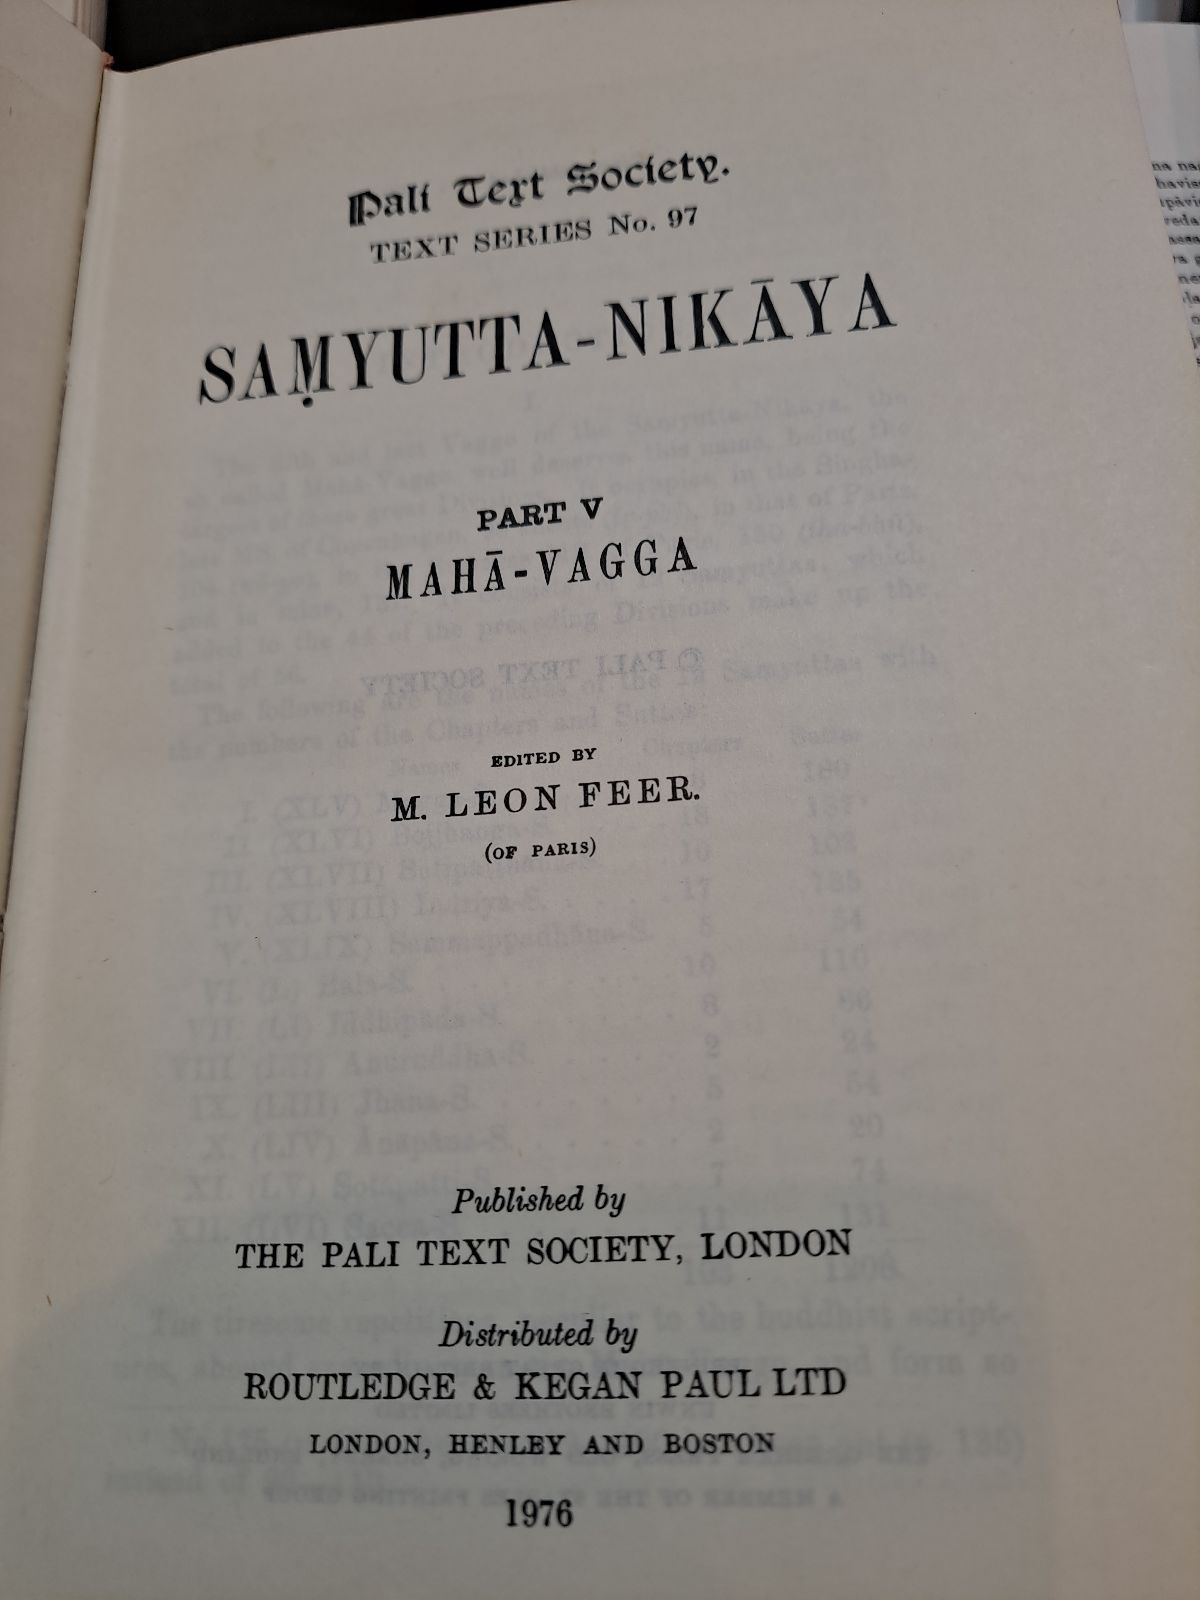 Pali Text Society.
TEXT SERIES No. 97
SAṂYUTTA-NIKĀYA
PART V
MAHĀ-VAGGA
EDITED BY
M. LEON FEER.
(OF PARIS)
Published by
THE PALI TEXT SOCIETY, LONDON
Distributed by
ROUTLEDGE & KEGAN PAUL LTD
LONDON, HENLEY AND BOSTON
1976